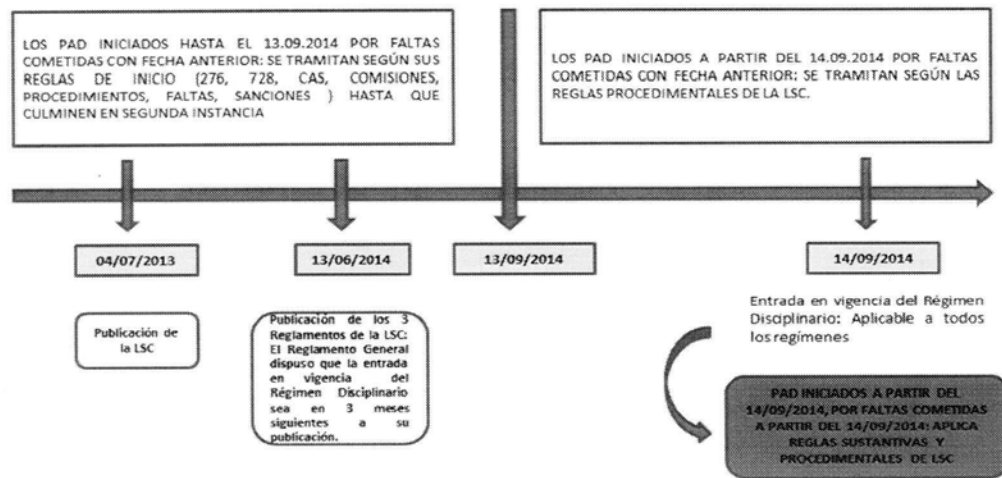 LOS PAD INICIADOS HASTA EL 13.09.2014 POR FALTAS
COMETIDAS CON FECHA ANTERIOR: SE TRAMITAN SEGÚN SUS
REGLAS DE INICIO (276, 728, CAS, COMISIONES,
PROCEDIMIENTOS, FALTAS, SANCIONES ) HASTA QUE
CULMINEN EN SEGUNDA INSTANCIA
LOS PAD INICIADOS A PARTIR DEL 14.09.2014 POR FALTAS
COMETIDAS CON FECHA ANTERIOR: SE TRAMITAN SEGÚN LAS
REGLAS PROCEDIMENTALES DE LA LSC.
04/07/2013
13/06/2014
13/09/2014
14/09/2014
Publicación de
la LSC
Publicación de los 3
Reglamentos de la LSC:
El Reglamento General
dispuso que la entrada
en vigencia del
Régimen Disciplinario
sea en 3 meses
siguientes a su
publicación.
Entrada en vigencia del Régimen
Disciplinario: Aplicable a todos
los regímenes
PAD INICIADOS A PARTIR DEL
14/09/2014, POR FALTAS COMETIDAS
A PARTIR DEL 14/09/2014: APLICA
REGLAS SUSTANTIVAS Y
PROCEDIMENTALES DE LSC